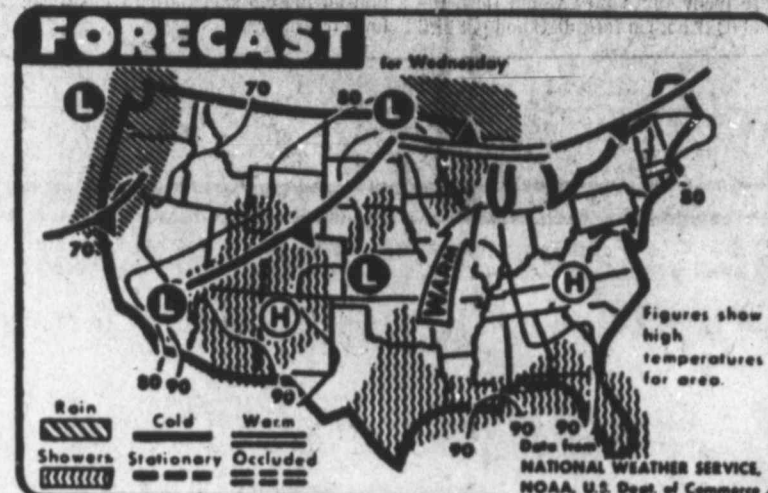 FORECAST
for Wednesday
L
70
80
L
80
70
L
L
WARM
H
H
Figures show
high
temperatures
for area.
80 90
90
90
90 90
Rain
Cold
Warm
Showers
Stationary
Occluded
Data from
NATIONAL WEATHER SERVICE,
NOAA, U.S. Dept. of Commerce